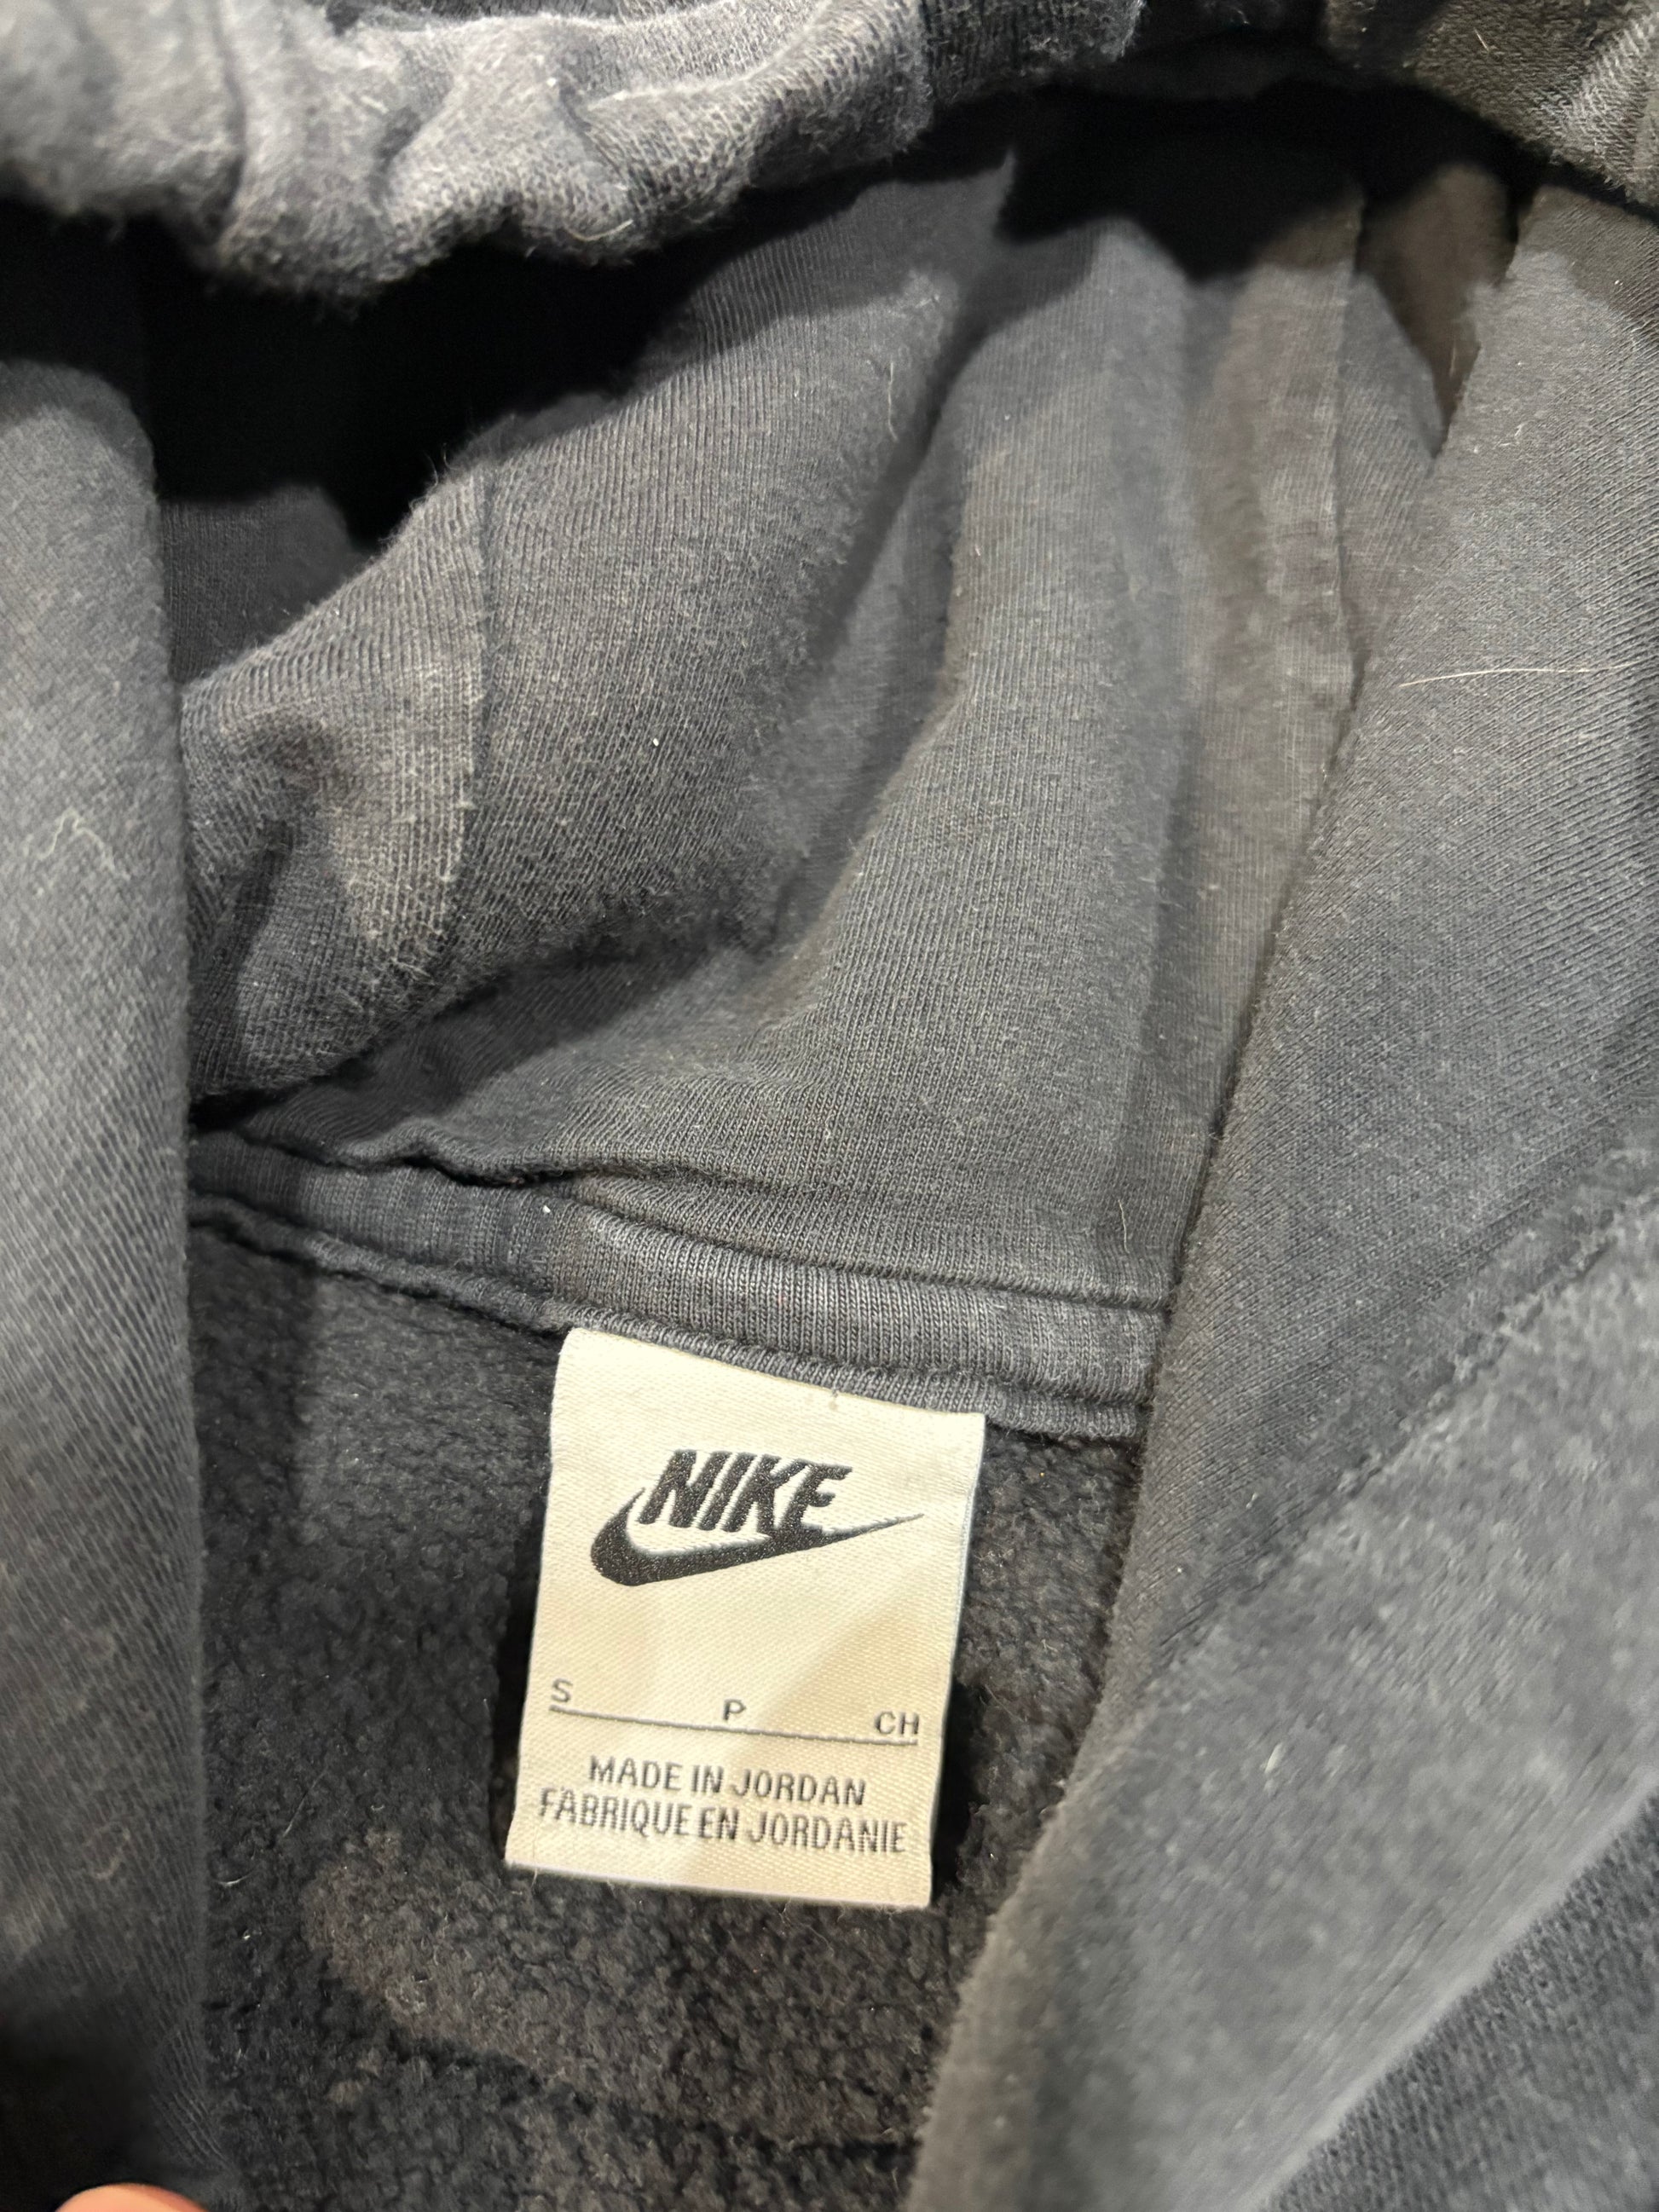 NIKE
S P CH
MADE IN JORDAN
FABRIQUE EN JORDANIE